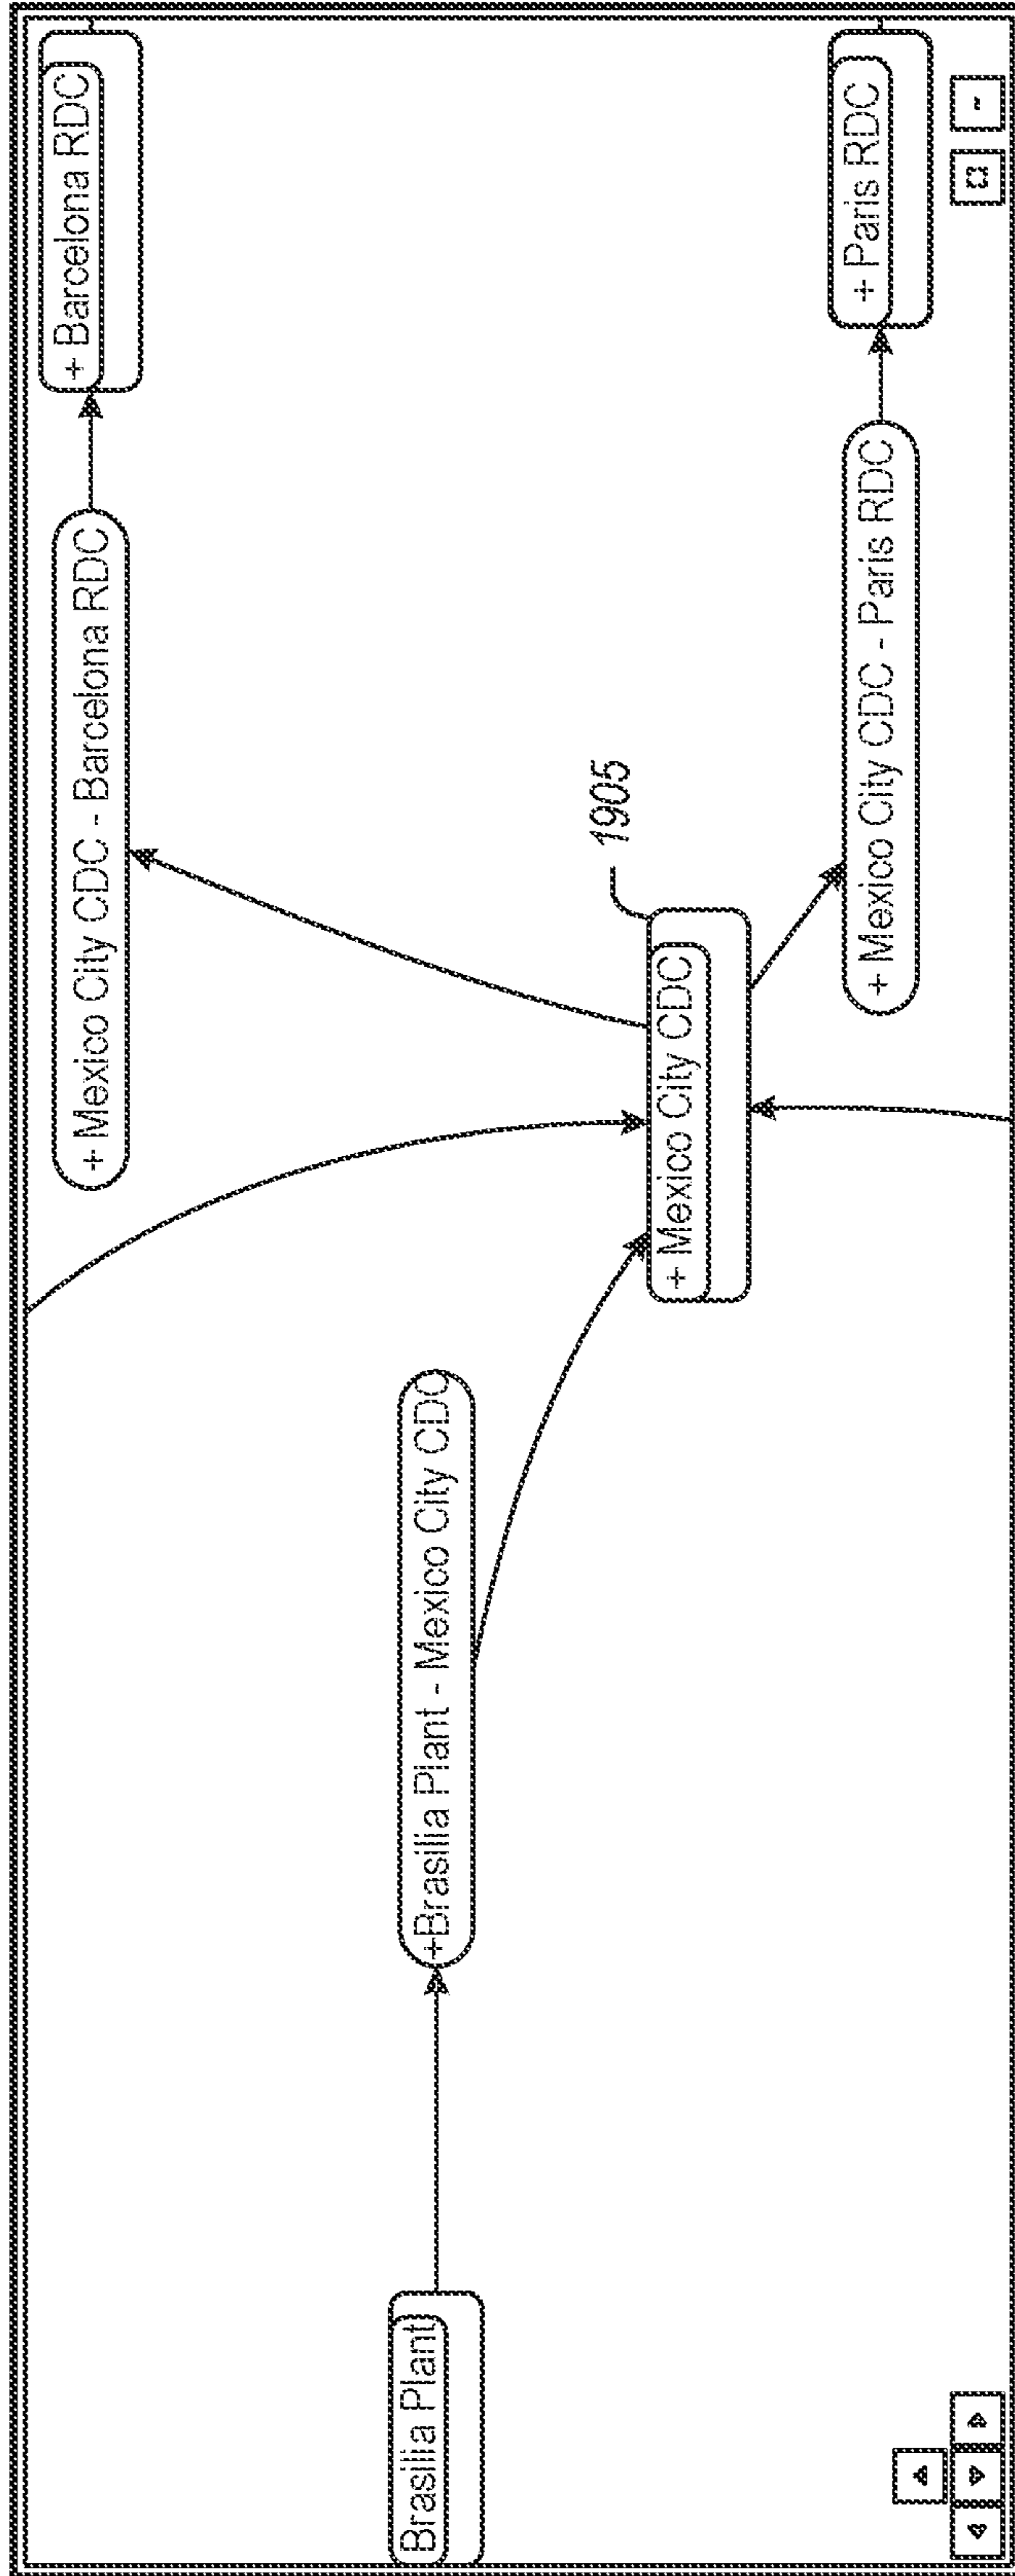 + Mexico City CDC - Barcelona RDC
+ Barcelona RDC
Brasilia Plant
+Brasilia Plant - Mexico City CDC
1905
+ Mexico City CDC
+ Mexico City CDC - Paris RDC
+ Paris RDC